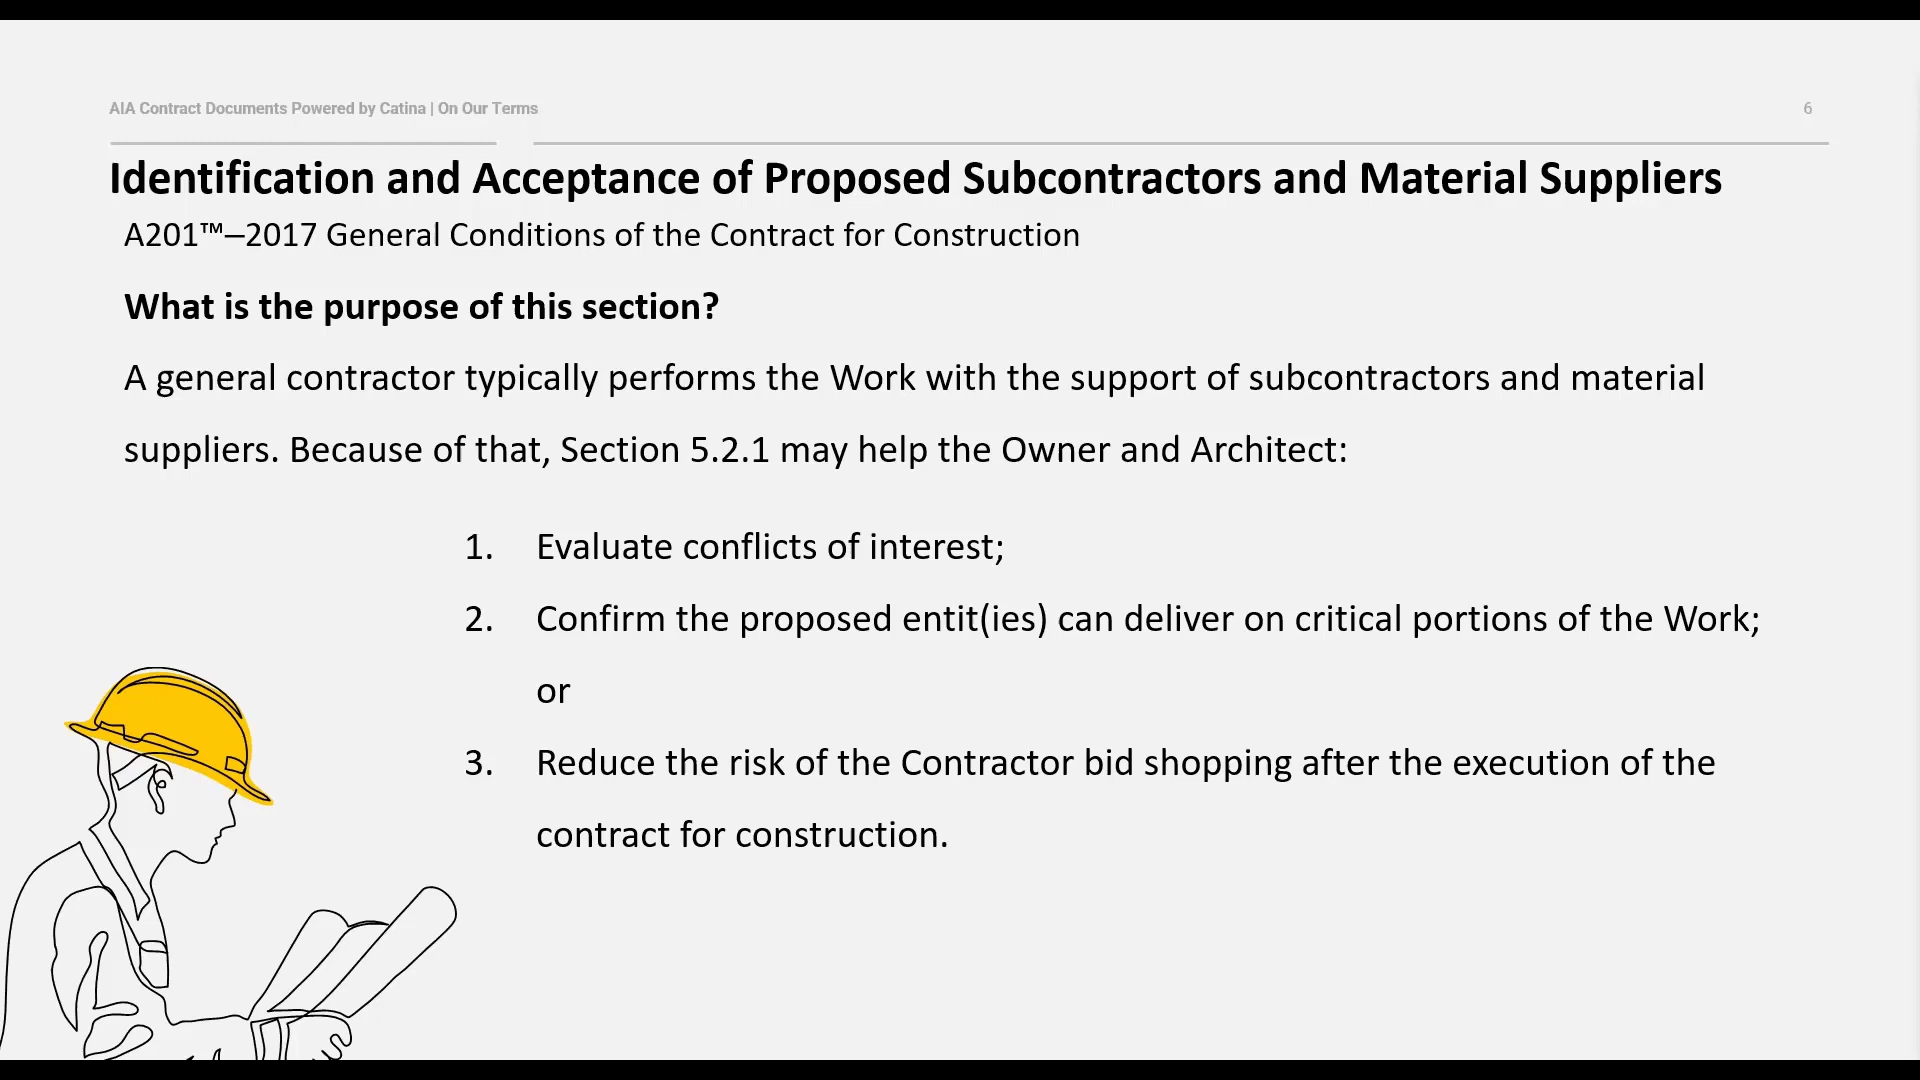 AIA Contract Documents Powered by Catina | On Our Terms
6
Identification and Acceptance of Proposed Subcontractors and Material Suppliers
A201™—2017 General Conditions of the Contract for Construction
What is the purpose of this section?
A general contractor typically performs the Work with the support of subcontractors and material
suppliers. Because of that, Section 5.2.1 may help the Owner and Architect:
1. Evaluate conflicts of interest;
2. Confirm the proposed entit(ies) can deliver on critical portions of the Work;
or
3. Reduce the risk of the Contractor bid shopping after the execution of the
contract for construction.